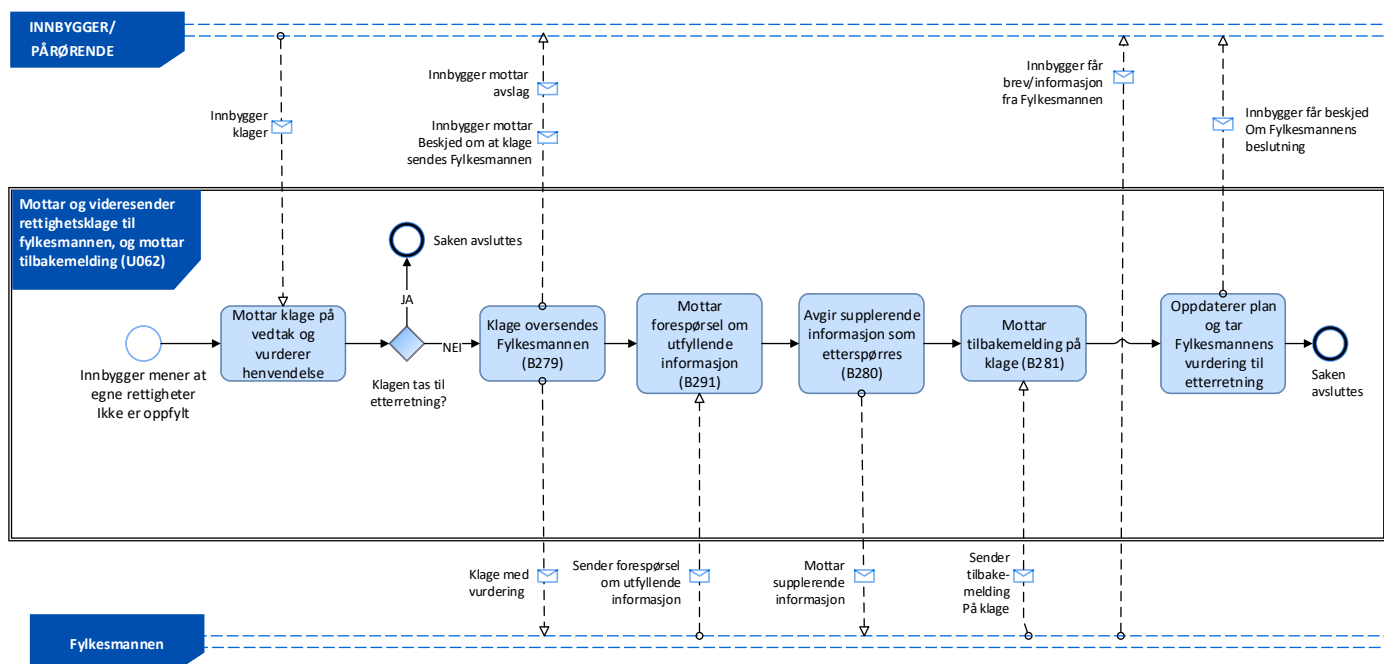 INNBYGGER/
PÅRØRENDE
Innbygger
klager
Innbygger mottar
avslag
Innbygger mottar
Beskjed om at klage
sendes Fylkesmannen
Innbygger får
brev/informasjon
fra Fylkesmannen
Innbygger får beskjed
Om Fylkesmannens
beslutning
Mottar og videresender
rettighetsklage til
fylkesmannen, og mottar
tilbakemelding (U062)
Saken avsluttes
JA
NEI
Innbygger mener at
egne rettigheter
Ikke er oppfylt
Mottar klage på
vedtak og
vurderer
henvendelse
Klagen tas til
etterretning?
Klage oversendes
Fylkesmannen
(B279)
Mottar
forespørsel om
utfyllende
informasjon
(B291)
Avgir supplerende
informasjon som
etterspørres
(B280)
Mottar
tilbakemelding på
klage (B281)
Oppdaterer plan
og tar
Fylkesmannens
vurdering til
etterretning
Saken
avsluttes
Klage med
vurdering
Sender forespørsel
om utfyllende
informasjon
Mottar
supplerende
informasjon
Sender
tilbake-
melding
På klage
Fylkesmannen